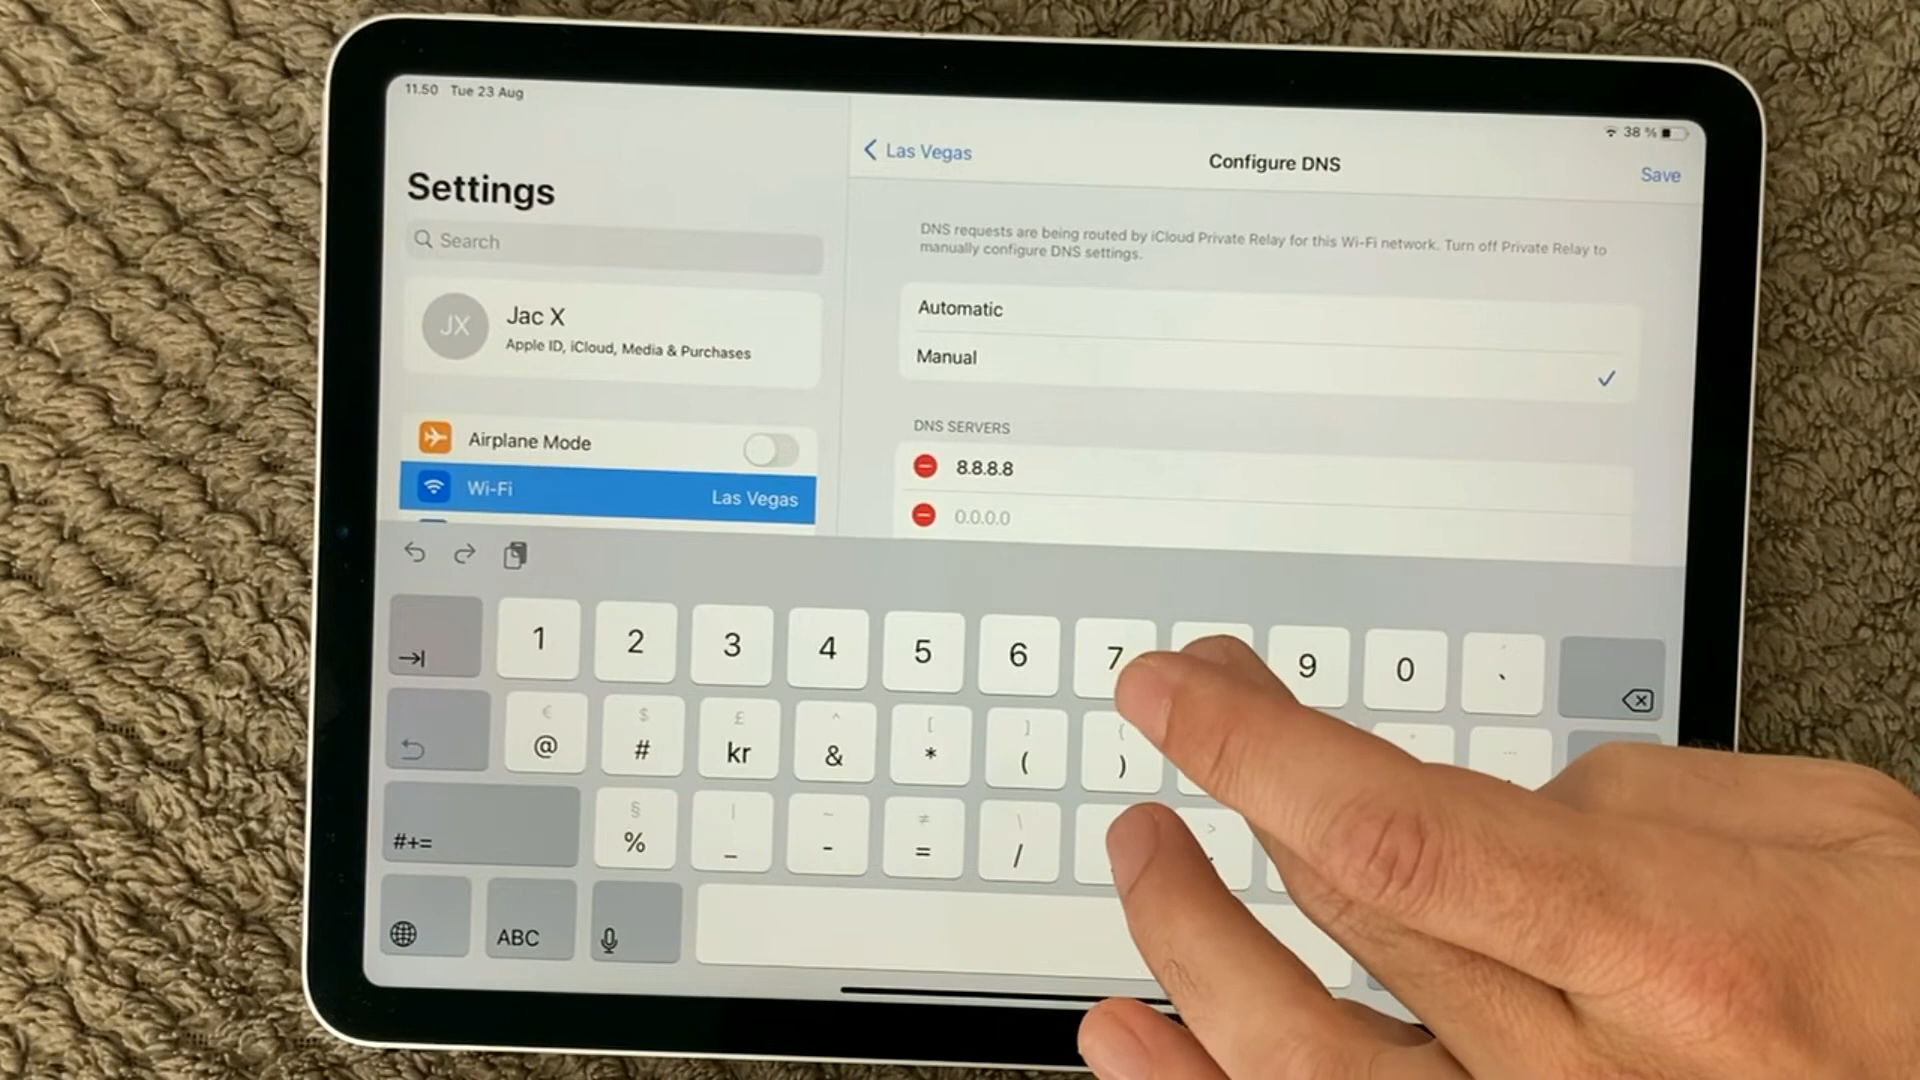 11.50 Tue 23 Aug
38 %
Las Vegas
Configure DNS
Save
Settings
Search
DNS requests are being routed by iCloud Private Relay for this Wi-Fi network. Turn off Private Relay to
manually configure DNS settings.
JX
Jac X
Apple ID, iCloud, Media & Purchases
Automatic
Manual
Airplane Mode
Wi-Fi
Las Vegas
DNS SERVERS
8.8.8.8
0.0.0.0
1 2 3 4 5 6 7 9 0 `
€ $ £ ^ [ ] {
@ # kr & * ( )
§ | ~ ≠ \ >
% _ - = /
#+=
ABC